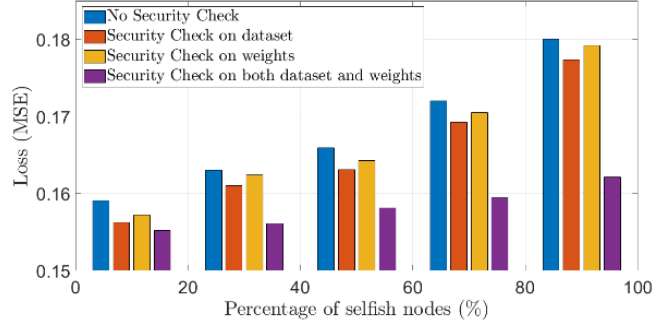 No Security Check
Security Check on dataset
Security Check on weights
Security Check on both dataset and weights
0.18
0.17
0.16
0.15
Loss (MSE)
0 20 40 60 80 100
Percentage of selfish nodes (%)